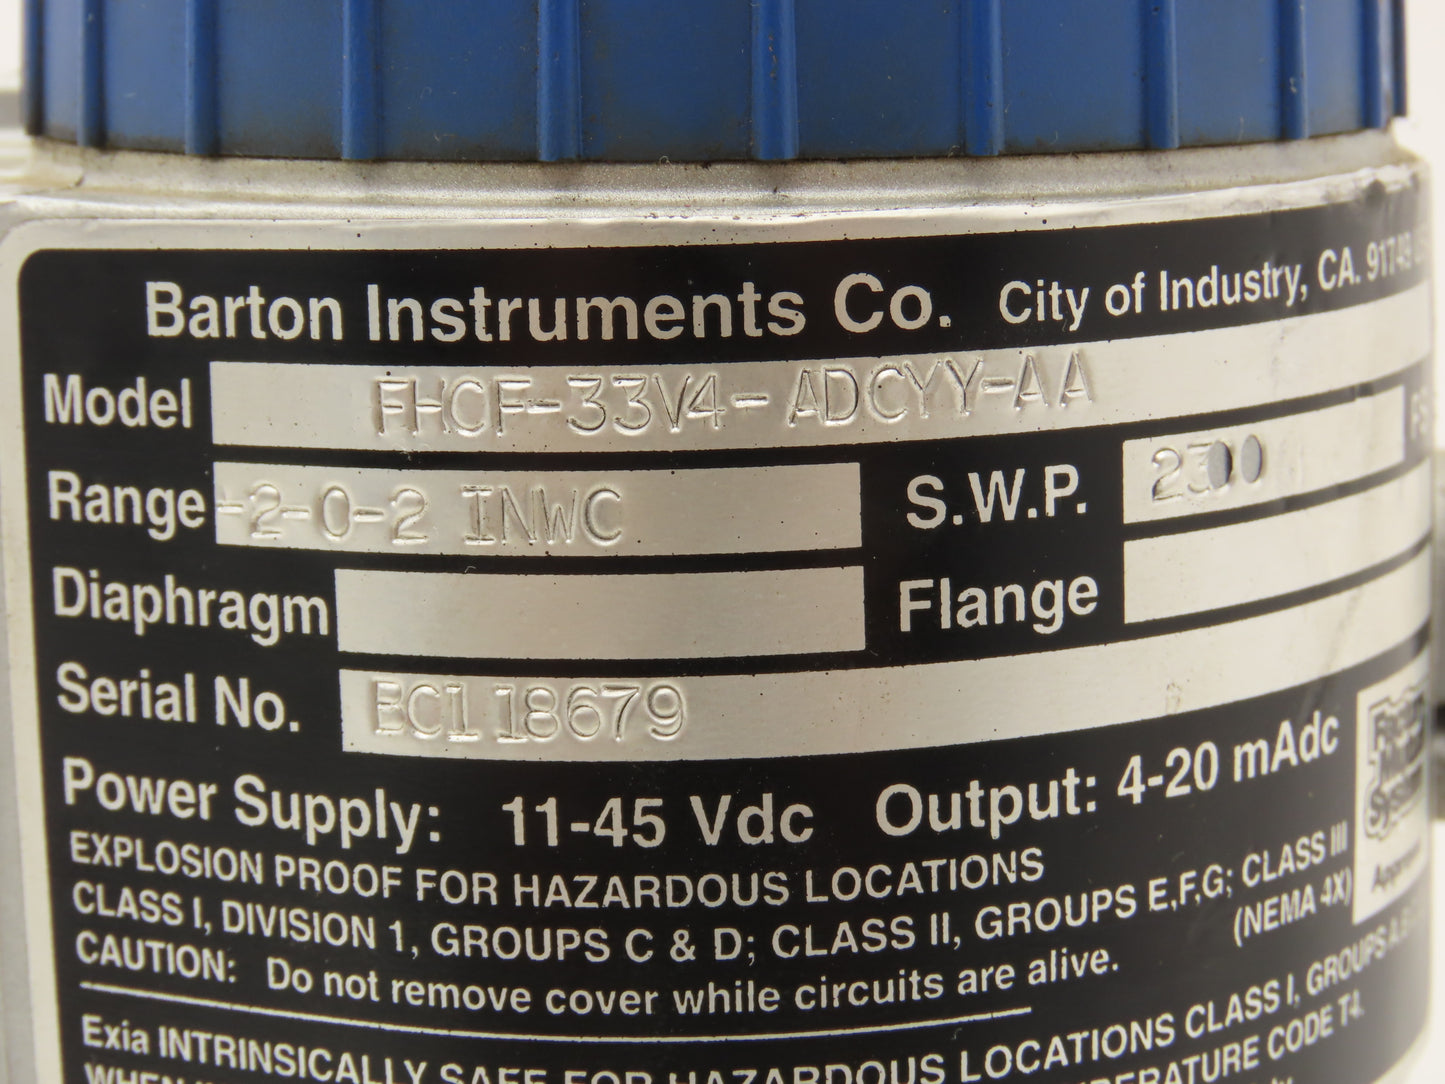 Barton Instruments Co. City of Industry, CA. 91749
Model FHCF-33V4-ADCYY-AA
Range -2-0-2 INWC S.W.P. 2300
Diaphragm Flange
Serial No. BC118679
Power Supply: 11-45 Vdc Output: 4-20 mAdc
EXPLOSION PROOF FOR HAZARDOUS LOCATIONS
CLASS I, DIVISION 1, GROUPS C & D; CLASS II, GROUPS E,F,G; CLASS III
(NEMA 4X)
CAUTION: Do not remove cover while circuits are alive.
Exia INTRINSICALLY SAFE FOR HAZARDOUS LOCATIONS CLASS I, GROUPS
TEMPERATURE CODE T4.